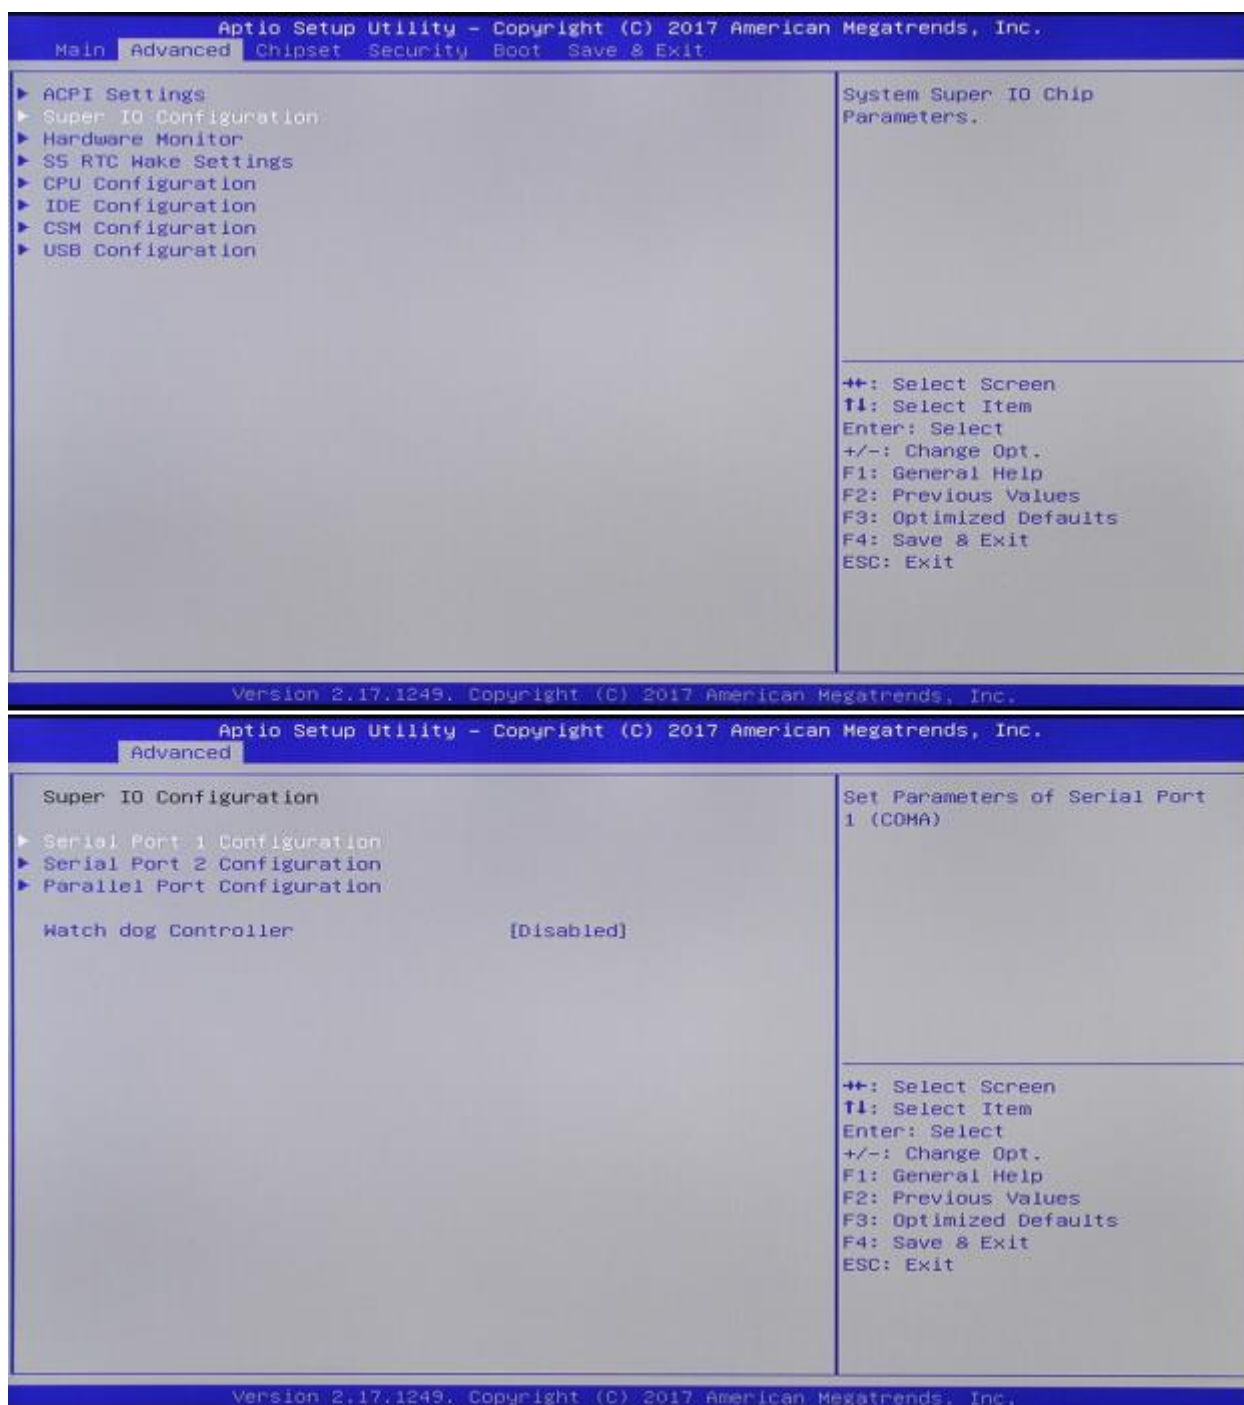 Aptio Setup Utility – Copyright (C) 2017 American Megatrends, Inc.
Main Advanced Chipset Security Boot Save & Exit
► ACPI Settings
► Super IO Configuration
► Hardware Monitor
► S5 RTC Wake Settings
► CPU Configuration
► IDE Configuration
► CSM Configuration
► USB Configuration
System Super IO Chip
Parameters.
→←: Select Screen
↑↓: Select Item
Enter: Select
+/-: Change Opt.
F1: General Help
F2: Previous Values
F3: Optimized Defaults
F4: Save & Exit
ESC: Exit
Version 2.17.1249. Copyright (C) 2017 American Megatrends, Inc.
Aptio Setup Utility – Copyright (C) 2017 American Megatrends, Inc.
Advanced
Super IO Configuration
► Serial Port 1 Configuration
► Serial Port 2 Configuration
► Parallel Port Configuration
Watch dog Controller [Disabled]
Set Parameters of Serial Port
1 (COMA)
→←: Select Screen
↑↓: Select Item
Enter: Select
+/-: Change Opt.
F1: General Help
F2: Previous Values
F3: Optimized Defaults
F4: Save & Exit
ESC: Exit
Version 2.17.1249. Copyright (C) 2017 American Megatrends, Inc.